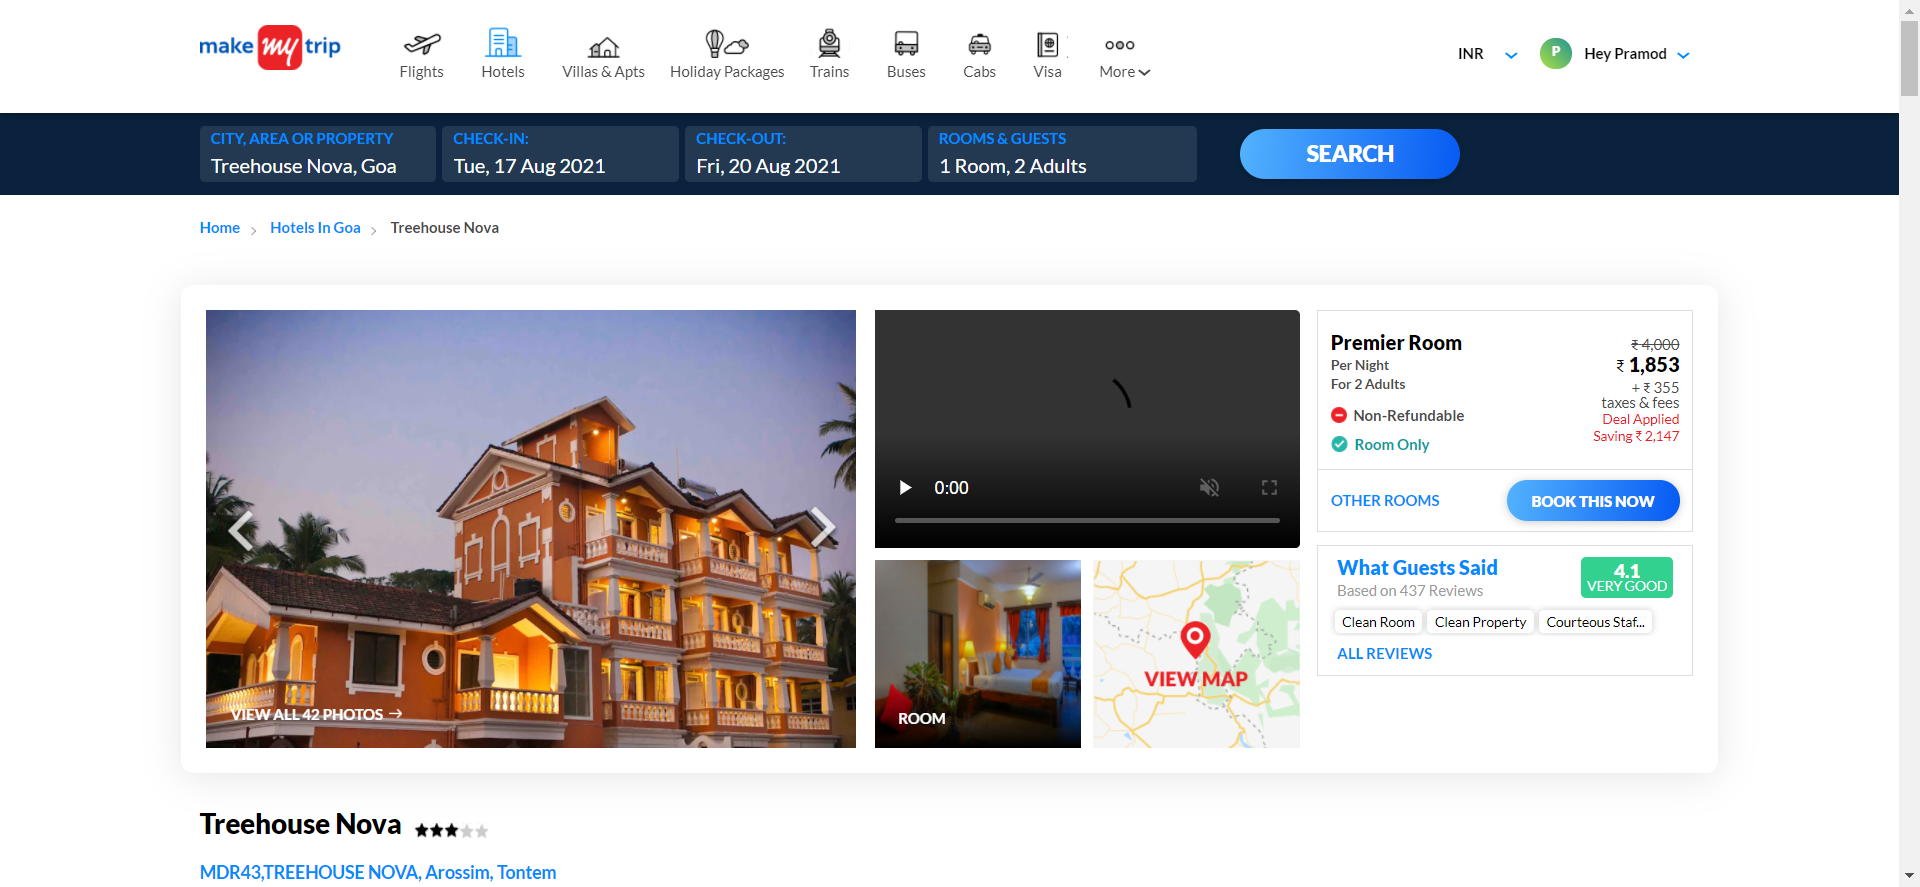 make my trip
Flights
Hotels
Villas & Apts
Holiday Packages
Trains
Buses
Cabs
Visa
More
INR
P
Hey Pramod
CITY, AREA OR PROPERTY
Treehouse Nova, Goa
CHECK-IN:
Tue, 17 Aug 2021
CHECK-OUT:
Fri, 20 Aug 2021
ROOMS & GUESTS
1 Room, 2 Adults
SEARCH
Home > Hotels In Goa > Treehouse Nova
VIEW ALL 42 PHOTOS →
0:00
ROOM
VIEW MAP
Premier Room
Per Night
For 2 Adults
Non-Refundable
Room Only
₹ 4,000
₹ 1,853
+ ₹ 355
taxes & fees
Deal Applied
Saving ₹ 2,147
OTHER ROOMS
BOOK THIS NOW
What Guests Said
Based on 437 Reviews
4.1
VERY GOOD
Clean Room
Clean Property
Courteous Staf...
ALL REVIEWS
Treehouse Nova
MDR43,TREEHOUSE NOVA, Arossim, Tontem